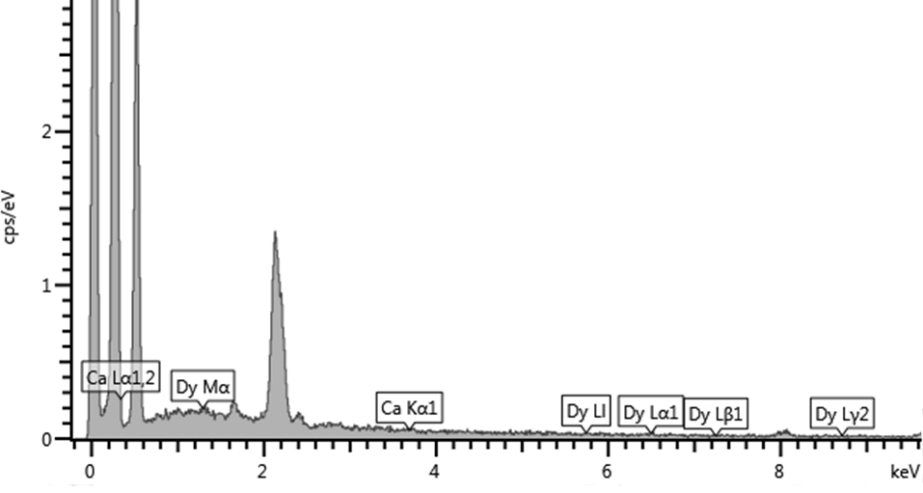 2
cps/eV
1
Ca Lα1,2
Dy Mα
Ca Kα1
Dy Ll
Dy Lα1
Dy Lβ1
Dy Lγ2
0
0 2 4 6 8 keV